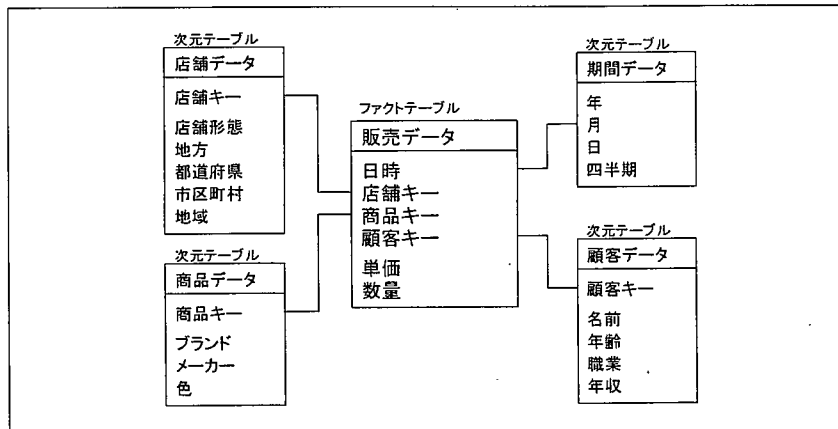 次元テーブル
店舗データ
店舗キー
店舗形態
地方
都道府県
市区町村
地域
次元テーブル
商品データ
商品キー
ブランド
メーカー
色
ファクトテーブル
販売データ
日時
店舗キー
商品キー
顧客キー
単価
数量
次元テーブル
期間データ
年
月
日
四半期
次元テーブル
顧客データ
顧客キー
名前
年齢
職業
年収